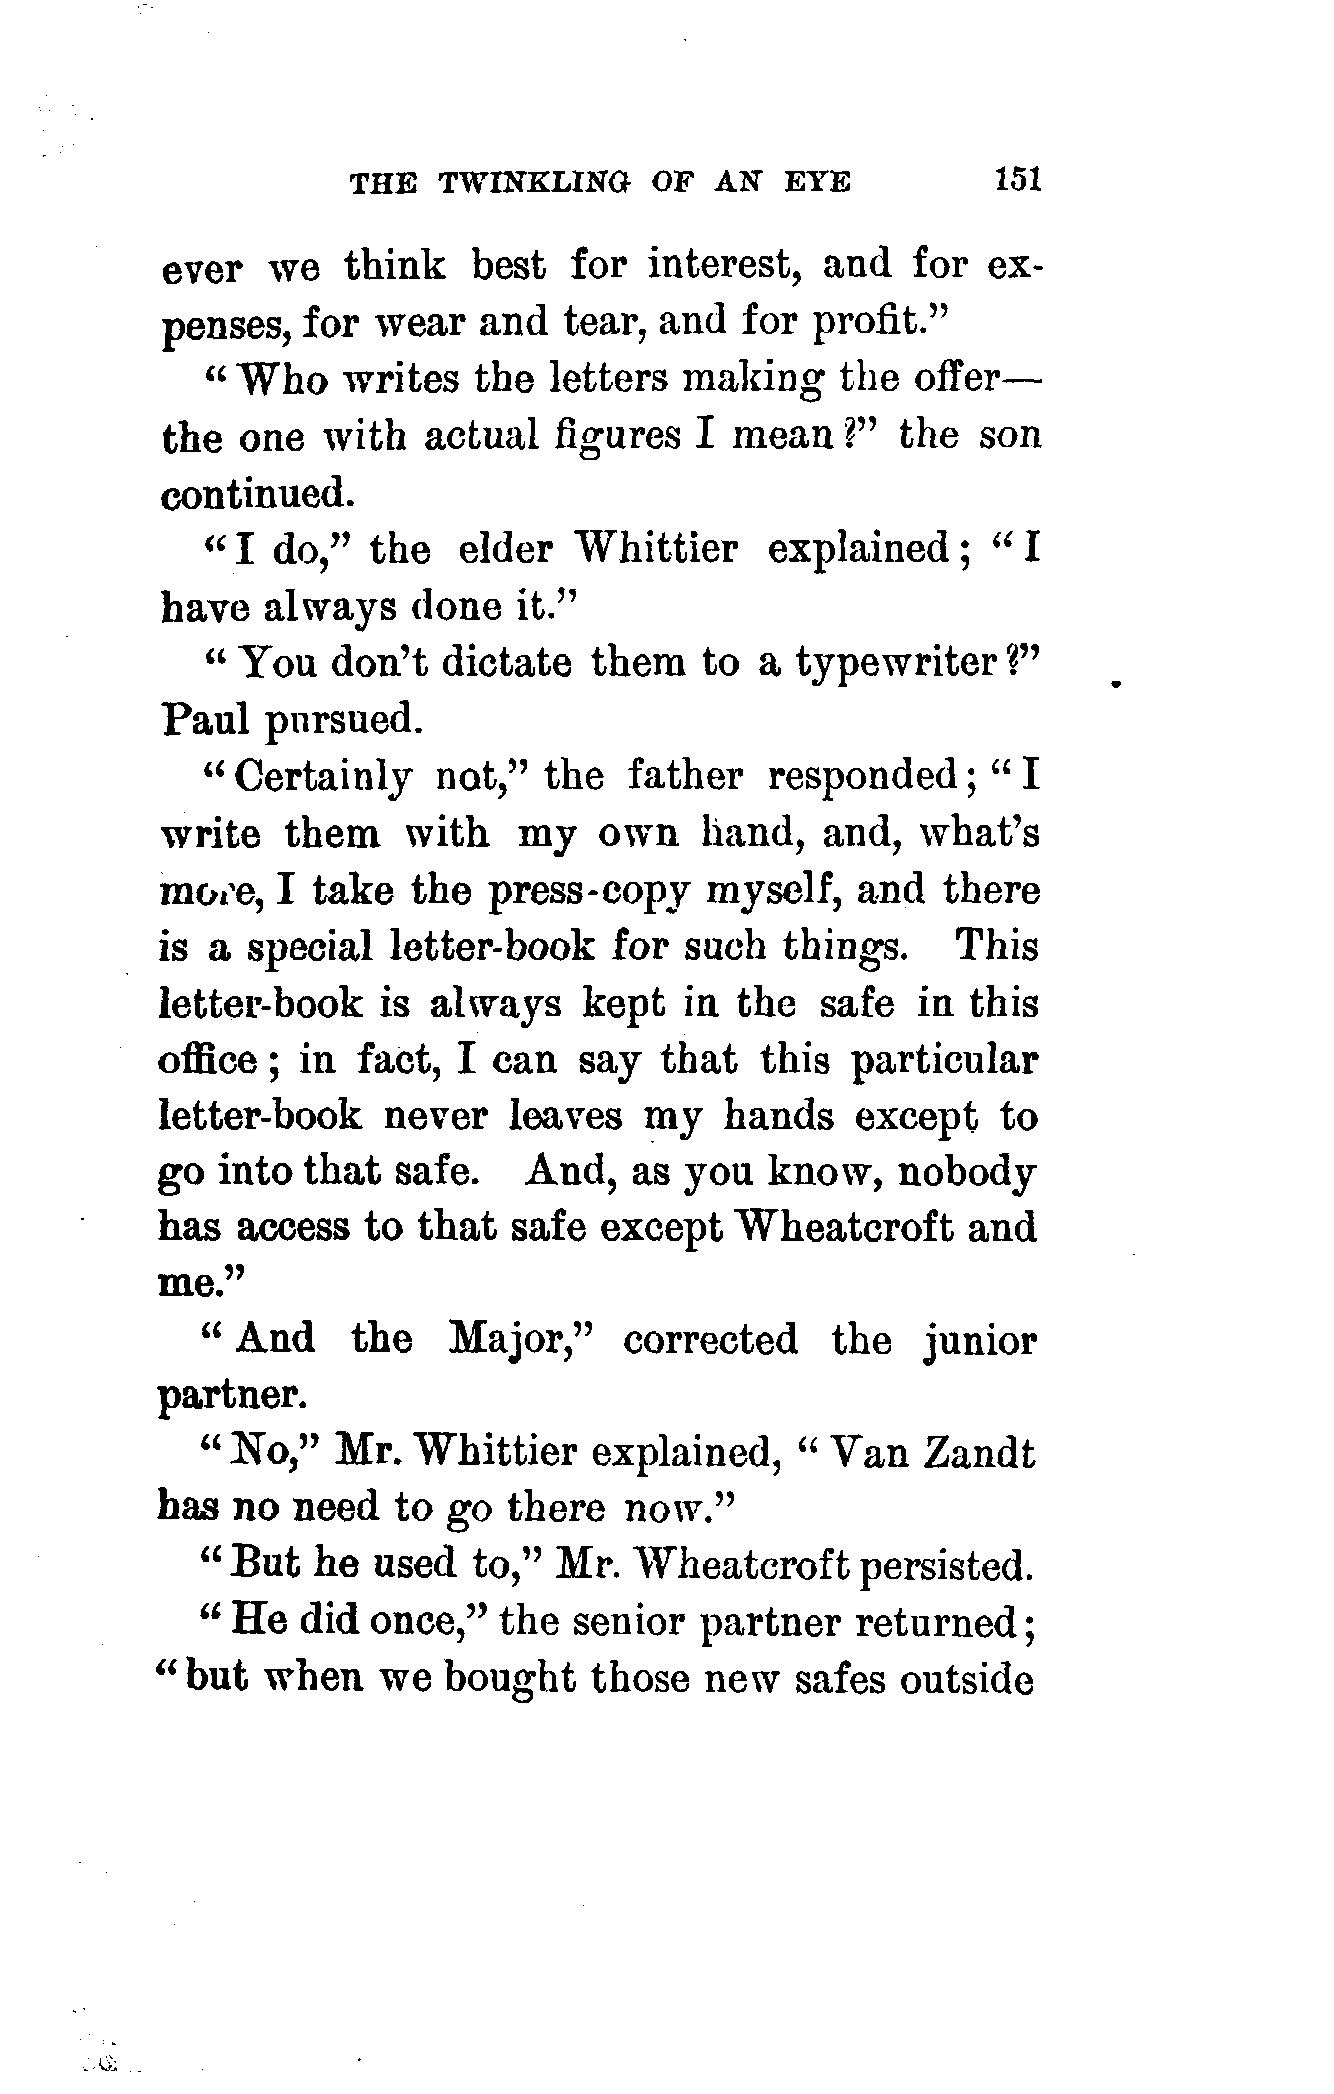 THE TWINKLING OF AN EYE 151
ever we think best for interest, and for ex-
penses, for wear and tear, and for profit."
"Who writes the letters making the offer—
the one with actual figures I mean?" the son
continued.
"I do," the elder Whittier explained; "I
have always done it."
"You don't dictate them to a typewriter?"
Paul pursued.
"Certainly not," the father responded; "I
write them with my own hand, and, what's
more, I take the press-copy myself, and there
is a special letter-book for such things. This
letter-book is always kept in the safe in this
office; in fact, I can say that this particular
letter-book never leaves my hands except to
go into that safe. And, as you know, nobody
has access to that safe except Wheatcroft and
me."
"And the Major," corrected the junior
partner.
"No," Mr. Whittier explained, "Van Zandt
has no need to go there now."
"But he used to," Mr. Wheatcroft persisted.
"He did once," the senior partner returned;
"but when we bought those new safes outside